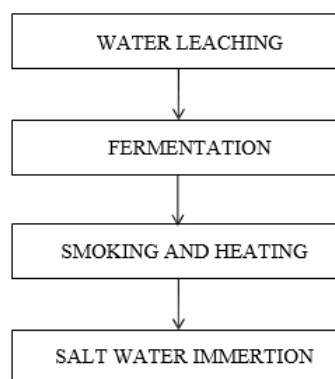 WATER LEACHING
FERMENTATION
SMOKING AND HEATING
SALT WATER IMMERTION